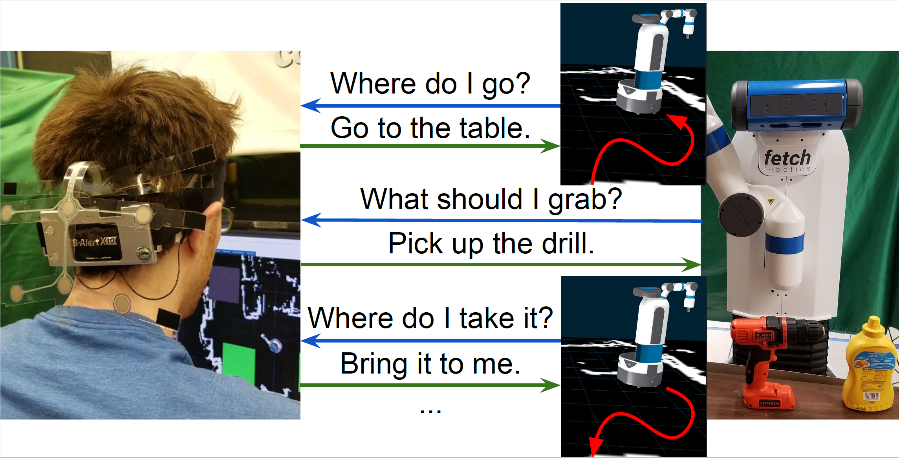 Where do I go?
Go to the table.
What should I grab?
Pick up the drill.
Where do I take it?
Bring it to me.
...
B-Alert X10
fetch
robotics